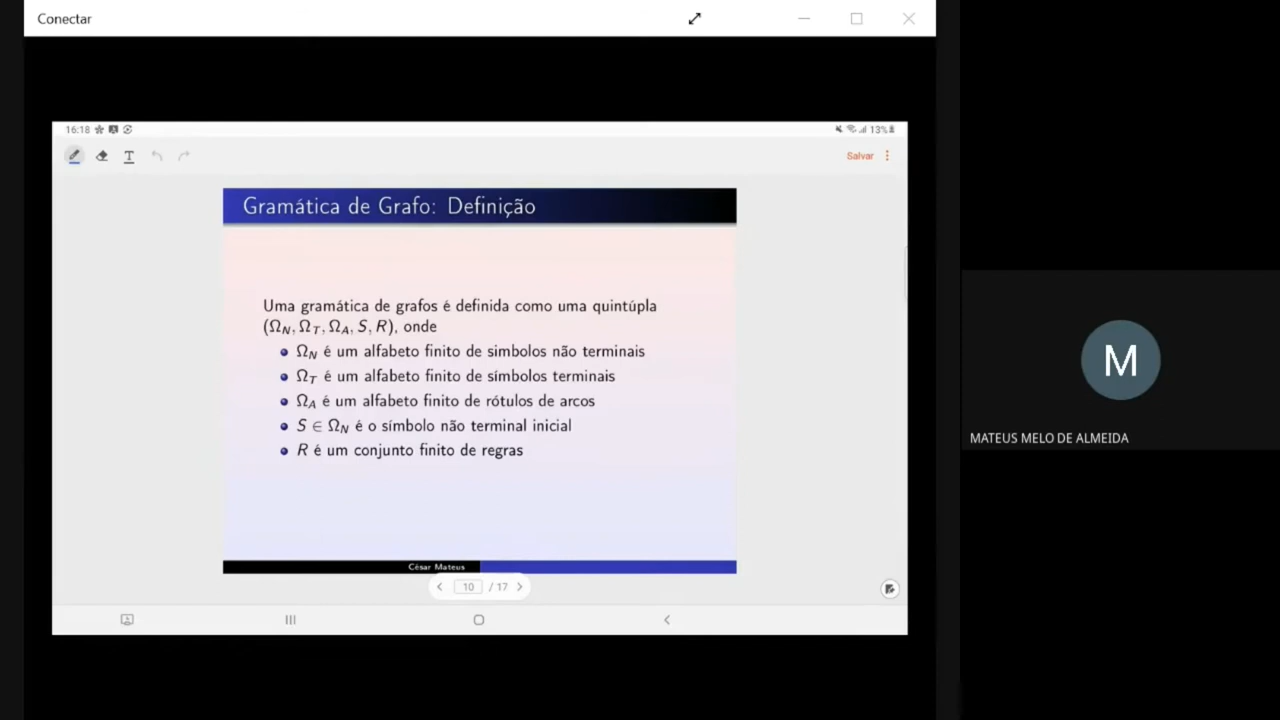 Conectar
16:18
13%
Salvar
Gramática de Grafo: Definição
Uma gramática de grafos é definida como uma quintúpla
(Ω_N, Ω_T, Ω_A, S, R), onde
Ω_N é um alfabeto finito de simbolos não terminais
Ω_T é um alfabeto finito de símbolos terminais
Ω_A é um alfabeto finito de rótulos de arcos
S ∈ Ω_N é o símbolo não terminal inicial
R é um conjunto finito de regras
César Mateus
10 / 17
M
MATEUS MELO DE ALMEIDA